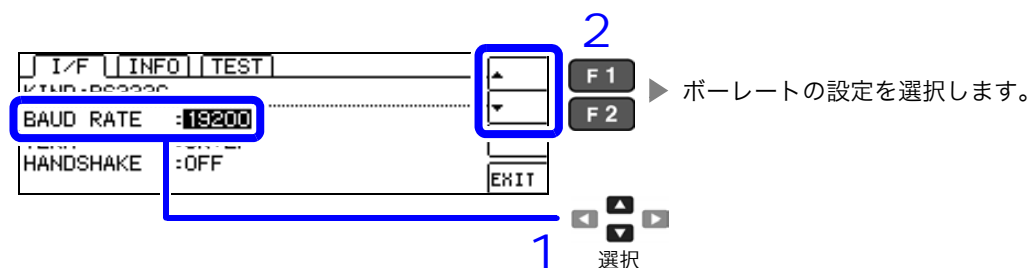 2
I/F INFO TEST
F1
ボーレートの設定を選択します。
BAUD RATE :19200
F2
HANDSHAKE :OFF
EXIT
1
選択